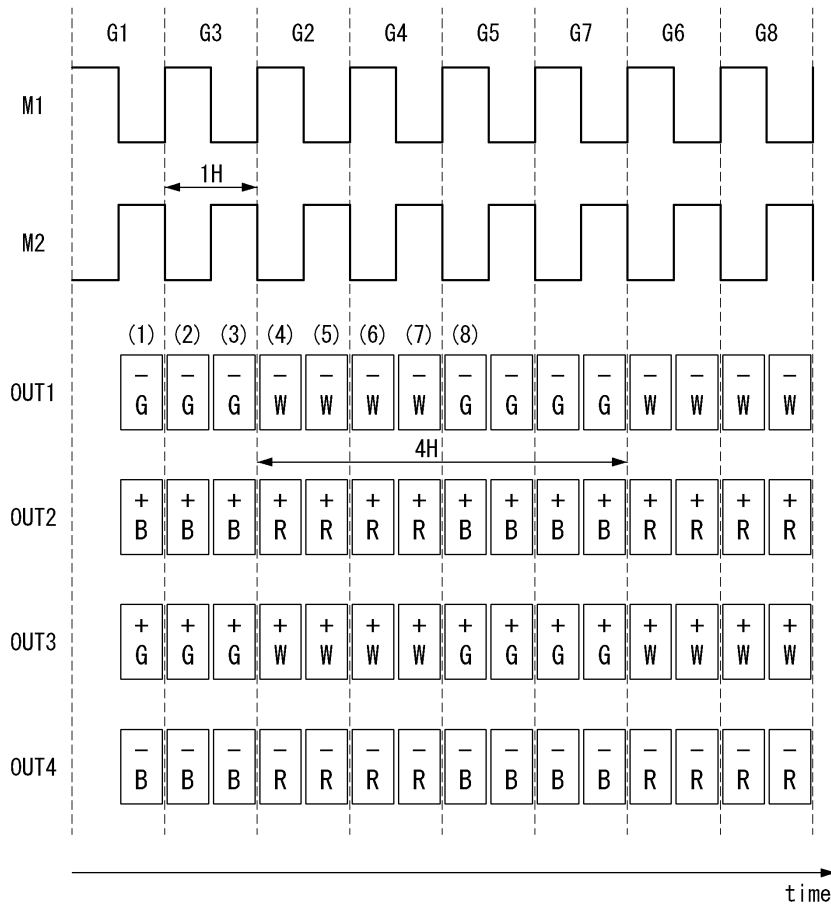 G1 G3 G2 G4 G5 G7 G6 G8
M1
1H
M2
(1) (2) (3) (4) (5) (6) (7) (8)
OUT1
− − − − − − − − − − − − − − −
G G G W W W W G G G G W W W W
4H
OUT2
+ + + + + + + + + + + + + + +
B B B R R R R B B B B R R R R
OUT3
+ + + + + + + + + + + + + + +
G G G W W W W G G G G W W W W
OUT4
− − − − − − − − − − − − − − −
B B B R R R R B B B B R R R R
time